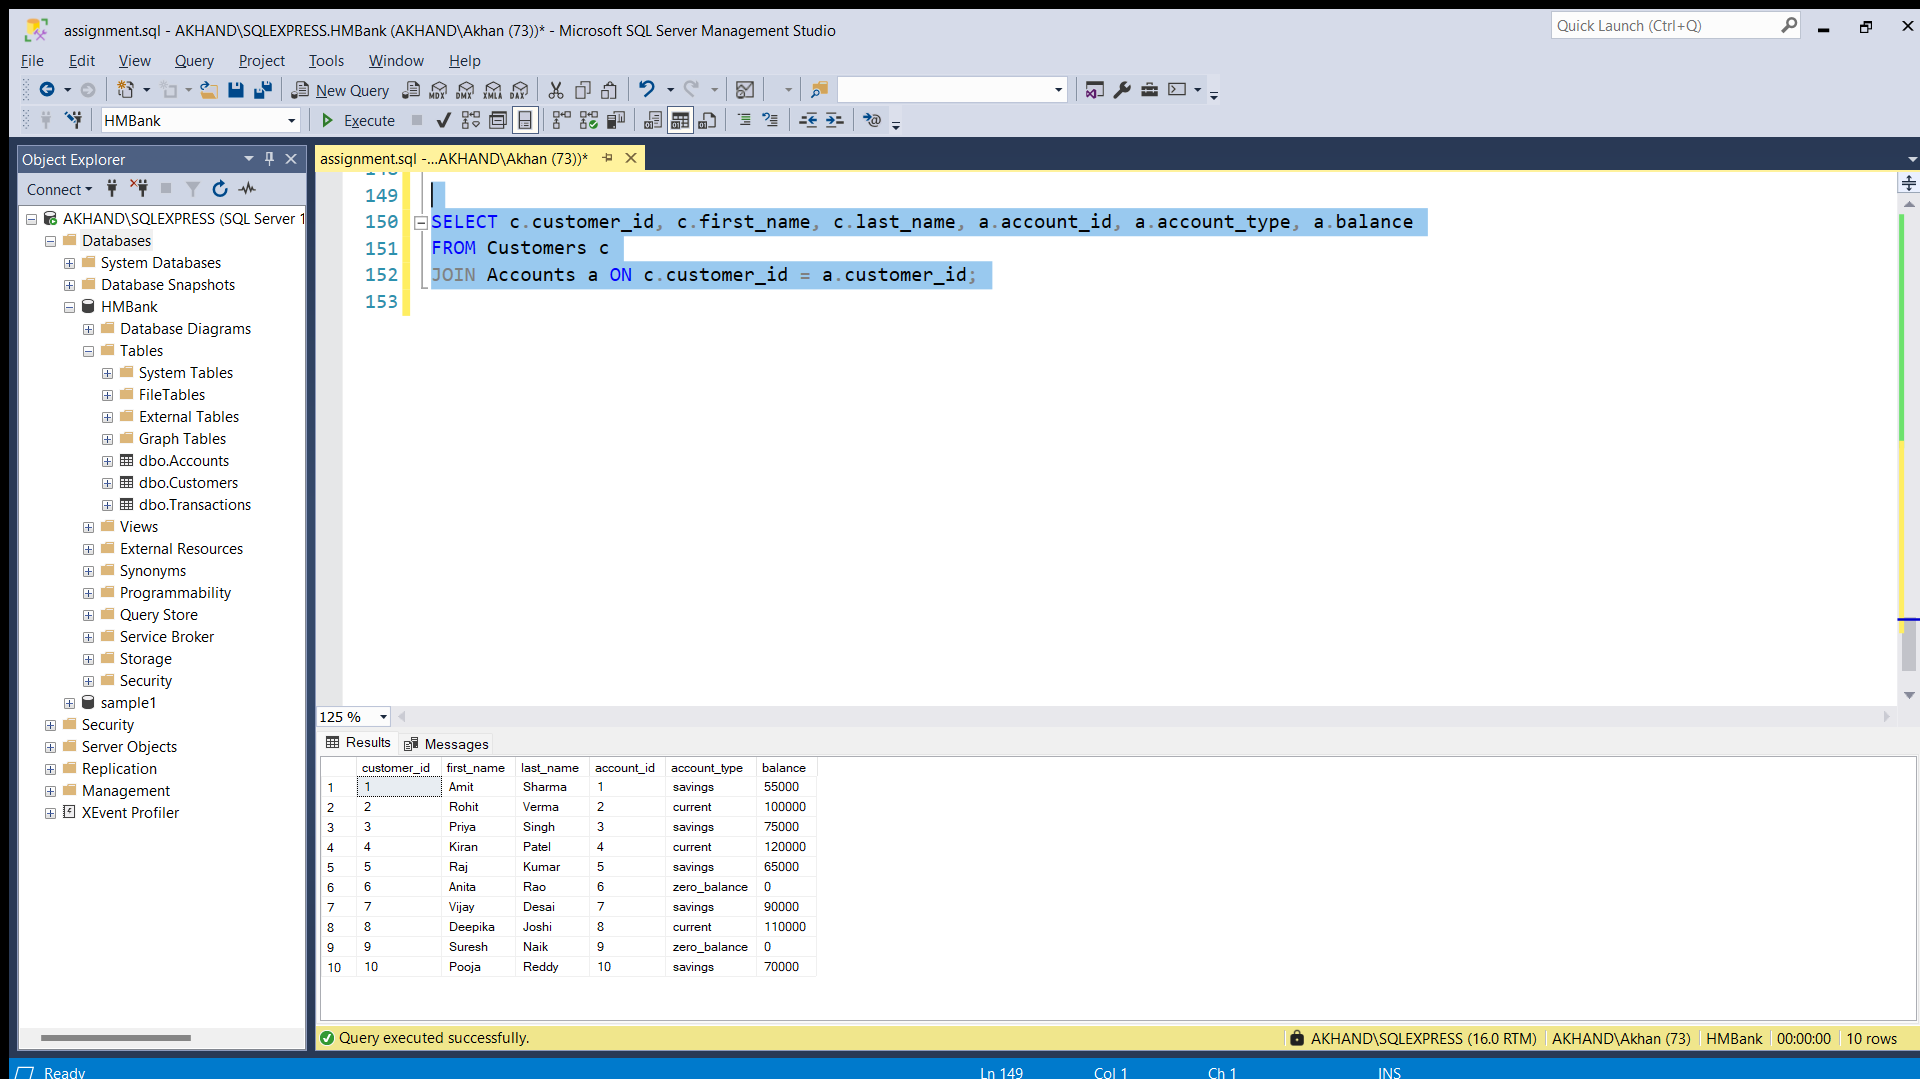 assignment.sql - AKHAND\SQLEXPRESS.HMBank (AKHAND\Akhan (73))* - Microsoft SQL Server Management Studio
Quick Launch (Ctrl+Q)
File Edit View Query Project Tools Window Help
New Query MDX DMX XMLA DAX
HMBank Execute
Object Explorer
assignment.sql -...AKHAND\Akhan (73))*
Connect
AKHAND\SQLEXPRESS (SQL Server 1
Databases
System Databases
Database Snapshots
HMBank
Database Diagrams
Tables
System Tables
FileTables
External Tables
Graph Tables
dbo.Accounts
dbo.Customers
dbo.Transactions
Views
External Resources
Synonyms
Programmability
Query Store
Service Broker
Storage
Security
sample1
Security
Server Objects
Replication
Management
XEvent Profiler
149
150 SELECT c.customer_id, c.first_name, c.last_name, a.account_id, a.account_type, a.balance
151 FROM Customers c
152 JOIN Accounts a ON c.customer_id = a.customer_id;
153
125 %
Results Messages
customer_id first_name last_name account_id account_type balance
1 1 Amit Sharma 1 savings 55000
2 2 Rohit Verma 2 current 100000
3 3 Priya Singh 3 savings 75000
4 4 Kiran Patel 4 current 120000
5 5 Raj Kumar 5 savings 65000
6 6 Anita Rao 6 zero_balance 0
7 7 Vijay Desai 7 savings 90000
8 8 Deepika Joshi 8 current 110000
9 9 Suresh Naik 9 zero_balance 0
10 10 Pooja Reddy 10 savings 70000
Query executed successfully. AKHAND\SQLEXPRESS (16.0 RTM) AKHAND\Akhan (73) HMBank 00:00:00 10 rows
Ready Ln 149 Col 1 Ch 1 INS